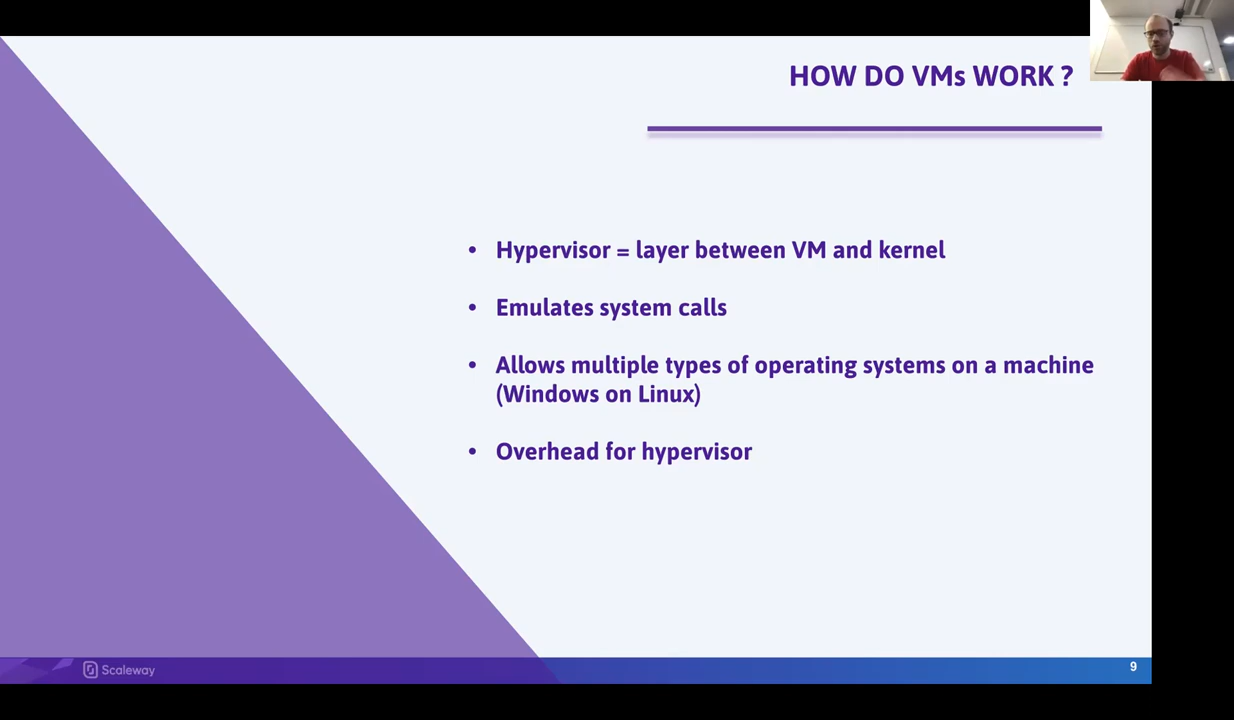 HOW DO VMs WORK ?
• Hypervisor = layer between VM and kernel
• Emulates system calls
• Allows multiple types of operating systems on a machine
(Windows on Linux)
• Overhead for hypervisor
Scaleway
9